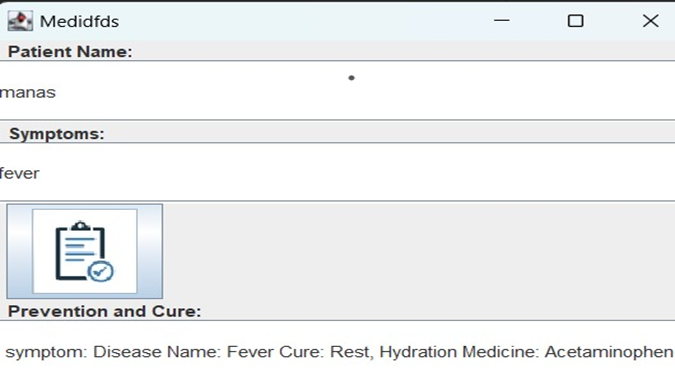 Medidfds
Patient Name:
manas
Symptoms:
fever
Prevention and Cure:
symptom: Disease Name: Fever Cure: Rest, Hydration Medicine: Acetaminophen